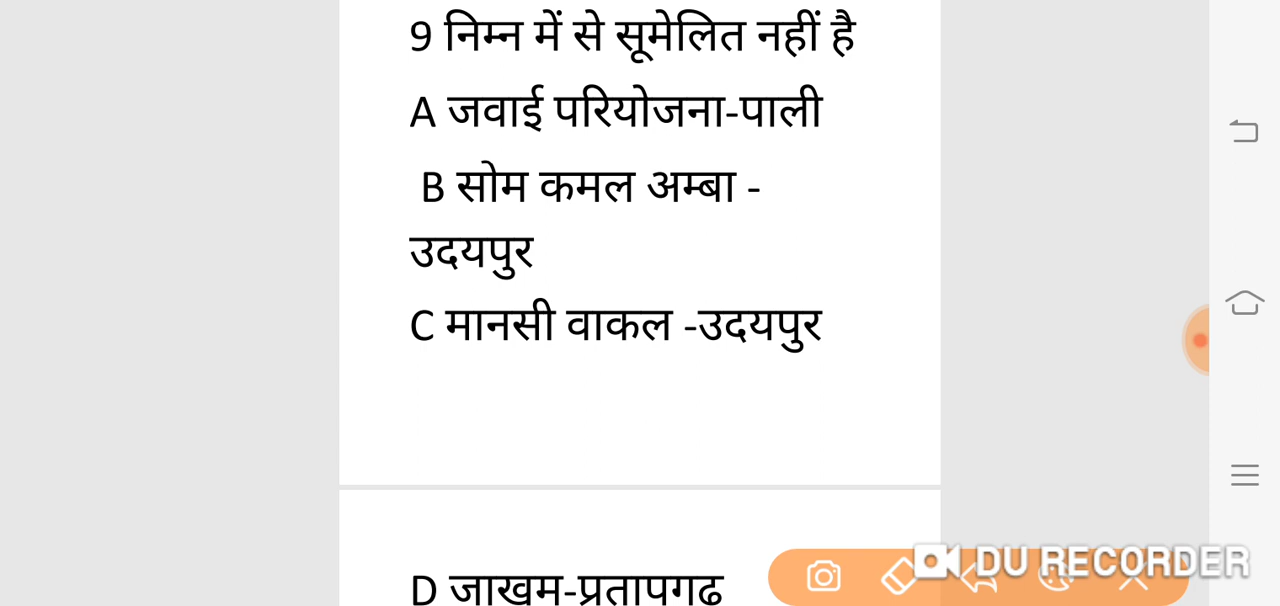 9 निम्न में से सूमेलित नहीं है
A जवाई परियोजना-पाली
B सोम कमल अम्बा -
उदयपुर
C मानसी वाकल -उदयपुर
D जाखम-प्रतापगढ
DU RECORDER